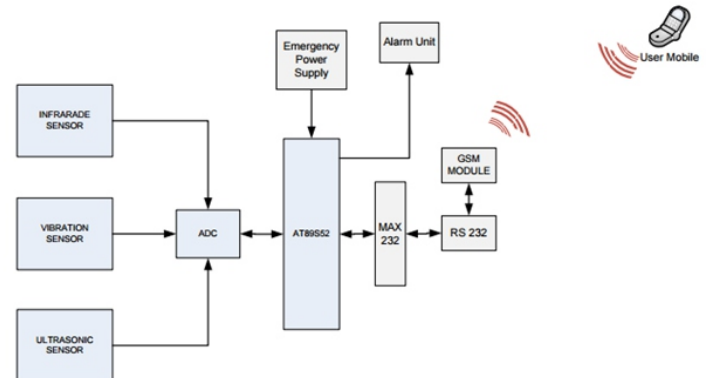 Emergency
Power
Supply
Alarm Unit
User Mobile
INFRARADE
SENSOR
GSM
MODULE
VIBRATION
SENSOR
ADC
AT89S52
MAX
232
RS 232
ULTRASONIC
SENSOR